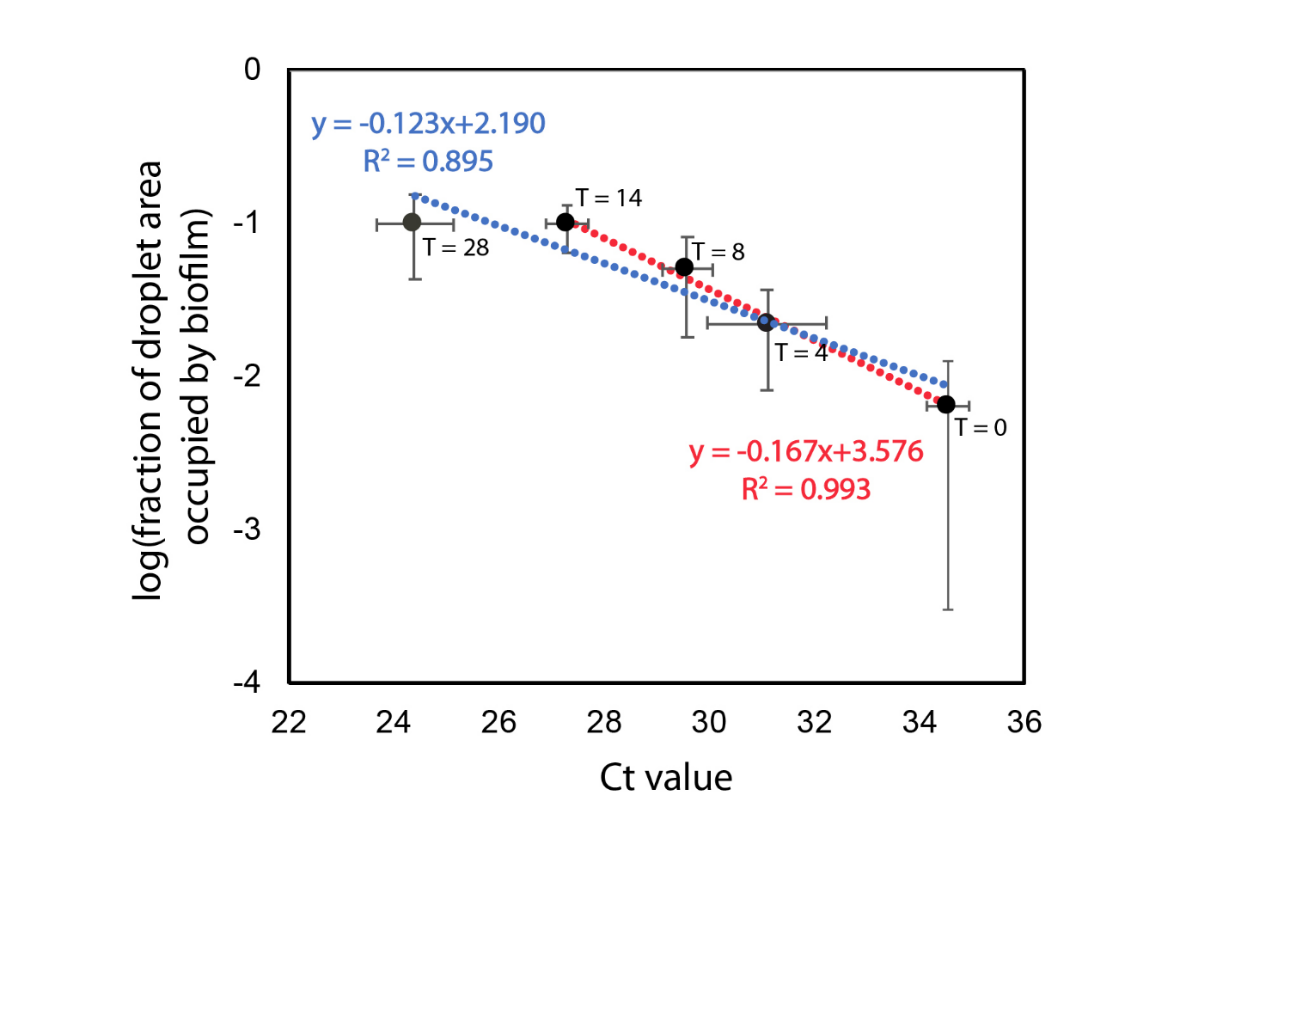 0
-1
-2
-3
-4
log(fraction of droplet area
occupied by biofilm)
y = -0.123x+2.190
R² = 0.895
T = 14
T = 28
T = 8
T = 4
T = 0
y = -0.167x+3.576
R² = 0.993
22 24 26 28 30 32 34 36
Ct value